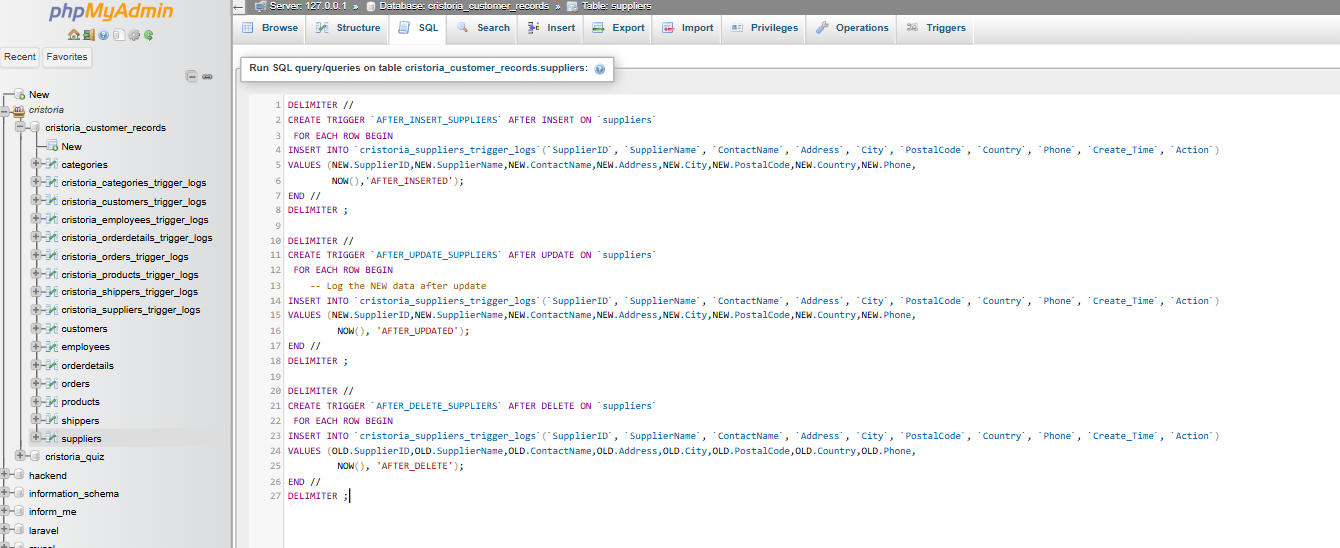 phpMyAdmin
Recent
Favorites
New
cristoria
cristoria_customer_records
New
categories
cristoria_categories_trigger_logs
cristoria_customers_trigger_logs
cristoria_employees_trigger_logs
cristoria_orderdetails_trigger_logs
cristoria_orders_trigger_logs
cristoria_products_trigger_logs
cristoria_shippers_trigger_logs
cristoria_suppliers_trigger_logs
customers
employees
orderdetails
orders
products
shippers
suppliers
cristoria_quiz
hackend
information_schema
inform_me
laravel
Server: 127.0.0.1 » Database: cristoria_customer_records » Table: suppliers
Browse Structure SQL Search Insert Export Import Privileges Operations Triggers
Run SQL query/queries on table cristoria_customer_records.suppliers:
1 DELIMITER //
2 CREATE TRIGGER `AFTER_INSERT_SUPPLIERS` AFTER INSERT ON `suppliers`
3 FOR EACH ROW BEGIN
4 INSERT INTO `cristoria_suppliers_trigger_logs`(`SupplierID`, `SupplierName`, `ContactName`, `Address`, `City`, `PostalCode`, `Country`, `Phone`, `Create_Time`, `Action`)
5 VALUES (NEW.SupplierID,NEW.SupplierName,NEW.ContactName,NEW.Address,NEW.City,NEW.PostalCode,NEW.Country,NEW.Phone,
6 NOW(),'AFTER_INSERTED');
7 END //
8 DELIMITER ;
9
10 DELIMITER //
11 CREATE TRIGGER `AFTER_UPDATE_SUPPLIERS` AFTER UPDATE ON `suppliers`
12 FOR EACH ROW BEGIN
13 -- Log the NEW data after update
14 INSERT INTO `cristoria_suppliers_trigger_logs`(`SupplierID`, `SupplierName`, `ContactName`, `Address`, `City`, `PostalCode`, `Country`, `Phone`, `Create_Time`, `Action`)
15 VALUES (NEW.SupplierID,NEW.SupplierName,NEW.ContactName,NEW.Address,NEW.City,NEW.PostalCode,NEW.Country,NEW.Phone,
16 NOW(), 'AFTER_UPDATED');
17 END //
18 DELIMITER ;
19
20 DELIMITER //
21 CREATE TRIGGER `AFTER_DELETE_SUPPLIERS` AFTER DELETE ON `suppliers`
22 FOR EACH ROW BEGIN
23 INSERT INTO `cristoria_suppliers_trigger_logs`(`SupplierID`, `SupplierName`, `ContactName`, `Address`, `City`, `PostalCode`, `Country`, `Phone`, `Create_Time`, `Action`)
24 VALUES (OLD.SupplierID,OLD.SupplierName,OLD.ContactName,OLD.Address,OLD.City,OLD.PostalCode,OLD.Country,OLD.Phone,
25 NOW(), 'AFTER_DELETE');
26 END //
27 DELIMITER ;